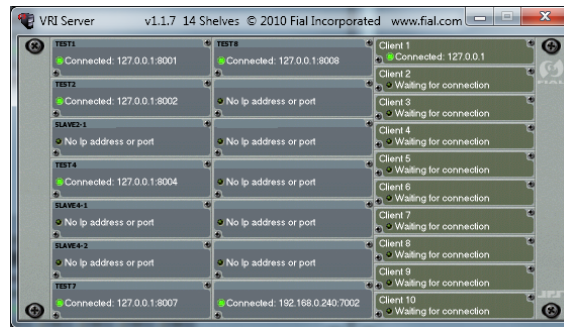 VRI Server v1.1.7 14 Shelves © 2010 Fial Incorporated www.fial.com
TEST1
Connected: 127.0.0.1:8001
TEST2
Connected: 127.0.0.1:8002
SLAVE2-1
No Ip address or port
TEST4
Connected: 127.0.0.1:8004
SLAVE4-1
No Ip address or port
SLAVE4-2
No Ip address or port
TEST7
Connected: 127.0.0.1:8007
TEST8
Connected: 127.0.0.1:8008
No Ip address or port
No Ip address or port
No Ip address or port
No Ip address or port
No Ip address or port
Connected: 192.168.0.240:7002
Client 1
Connected: 127.0.0.1
Client 2
Waiting for connection
Client 3
Waiting for connection
Client 4
Waiting for connection
Client 5
Waiting for connection
Client 6
Waiting for connection
Client 7
Waiting for connection
Client 8
Waiting for connection
Client 9
Waiting for connection
Client 10
Waiting for connection
FIAL